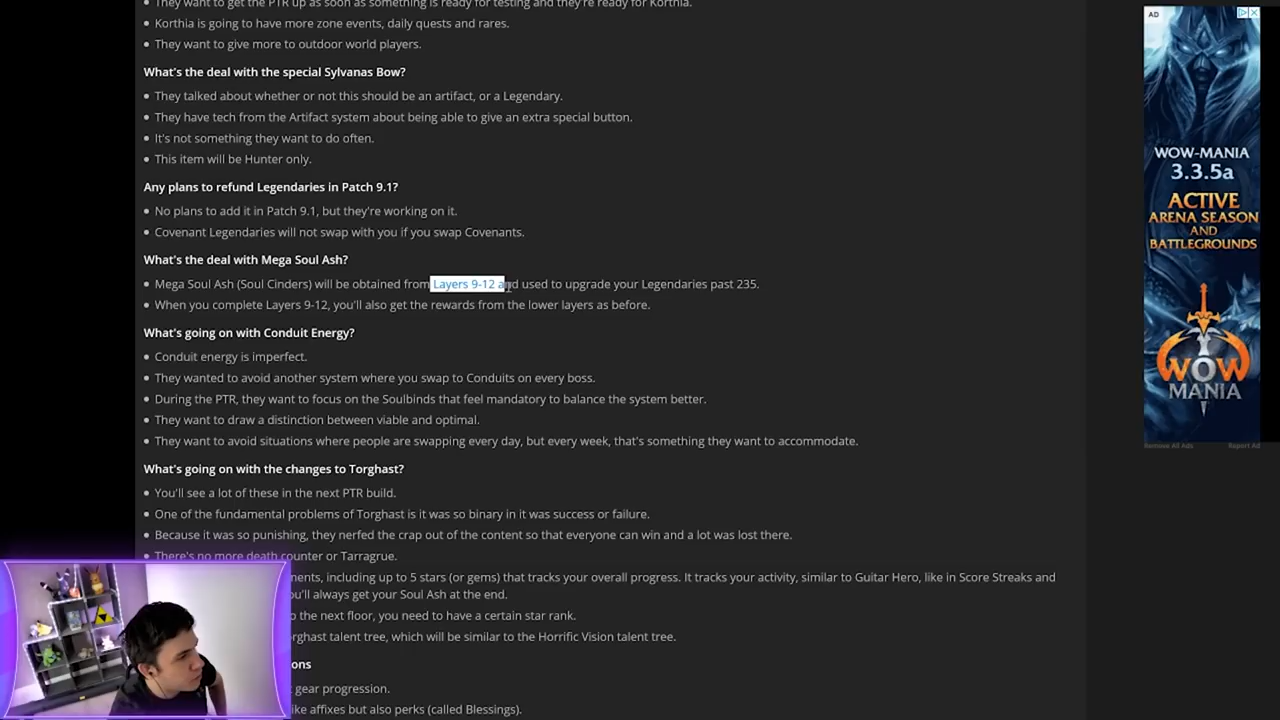 They want to get the PTR up as soon as something is ready for testing and they're ready for Korthia.
Korthia is going to have more zone events, daily quests and rares.
They want to give more to outdoor world players.
What's the deal with the special Sylvanas Bow?
They talked about whether or not this should be an artifact, or a Legendary.
They have tech from the Artifact system about being able to give an extra special button.
It's not something they want to do often.
This item will be Hunter only.
Any plans to refund Legendaries in Patch 9.1?
No plans to add it in Patch 9.1, but they're working on it.
Covenant Legendaries will not swap with you if you swap Covenants.
What's the deal with Mega Soul Ash?
Mega Soul Ash (Soul Cinders) will be obtained from Layers 9-12 and used to upgrade your Legendaries past 235.
When you complete Layers 9-12, you'll also get the rewards from the lower layers as before.
What's going on with Conduit Energy?
Conduit energy is imperfect.
They wanted to avoid another system where you swap to Conduits on every boss.
During the PTR, they want to focus on the Soulbinds that feel mandatory to balance the system better.
They want to draw a distinction between viable and optimal.
They want to avoid situations where people are swapping every day, but every week, that's something they want to accommodate.
What's going on with the changes to Torghast?
You'll see a lot of these in the next PTR build.
One of the fundamental problems of Torghast is it was so binary in it was success or failure.
Because it was so punishing, they nerfed the crap out of the content so that everyone can win and a lot was lost there.
There's no more death counter or Tarragrue.
ments, including up to 5 stars (or gems) that tracks your overall progress. It tracks your activity, similar to Guitar Hero, like in Score Streaks and
ou'll always get your Soul Ash at the end.
the next floor, you need to have a certain star rank.
orghast talent tree, which will be similar to the Horrific Vision talent tree.
ons
gear progression.
ike affixes but also perks (called Blessings).
AD
WOW-MANIA
3.3.5a
ACTIVE
ARENA SEASON
AND
BATTLEGROUNDS
WOW
MANIA
Remove All Ads
Report Ad